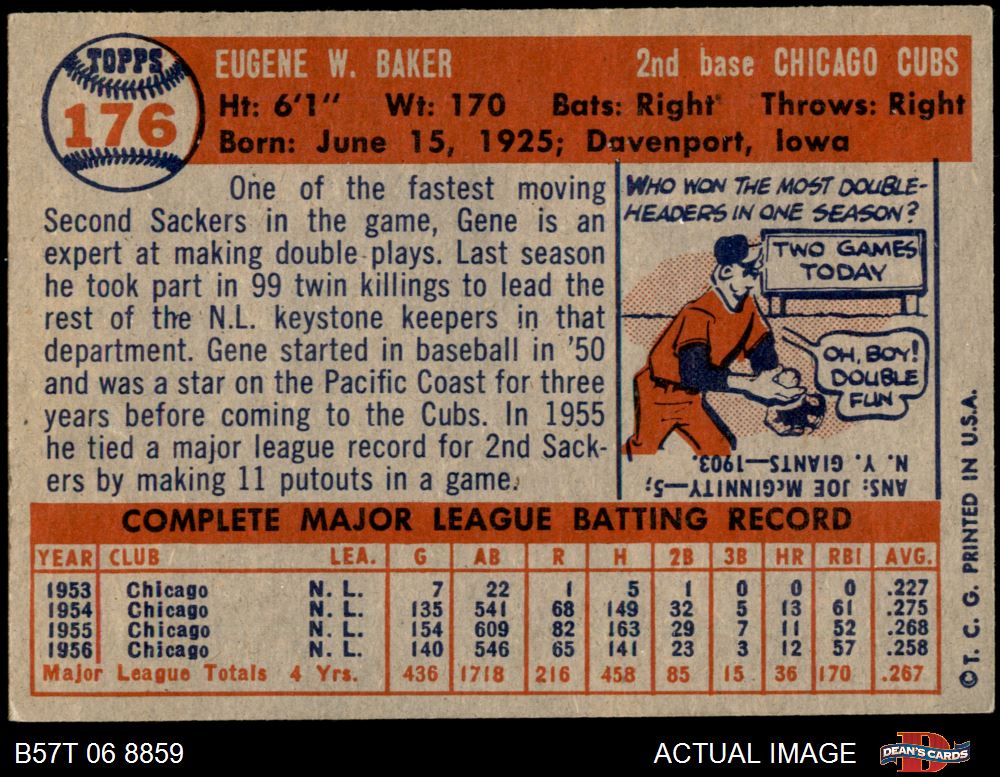 TOPPS
176
EUGENE W. BAKER 2nd base CHICAGO CUBS
Ht: 6'1" Wt: 170 Bats: Right Throws: Right
Born: June 15, 1925; Davenport, Iowa
One of the fastest moving
Second Sackers in the game, Gene is an
expert at making double plays. Last season
he took part in 99 twin killings to lead the
rest of the N.L. keystone keepers in that
department. Gene started in baseball in '50
and was a star on the Pacific Coast for three
years before coming to the Cubs. In 1955
he tied a major league record for 2nd Sack-
ers by making 11 putouts in a game.
WHO WON THE MOST DOUBLE-
HEADERS IN ONE SEASON?
TWO GAMES
TODAY
OH, BOY!
DOUBLE
FUN
ANS: JOE McGINNITY—5;
N. Y. GIANTS—1903.
COMPLETE MAJOR LEAGUE BATTING RECORD
YEAR CLUB LEA. G AB R H 2B 3B HR RBI AVG.
1953 Chicago N. L. 7 22 1 5 1 0 0 0 .227
1954 Chicago N. L. 135 541 68 149 32 5 13 61 .275
1955 Chicago N. L. 154 609 82 163 29 7 11 52 .268
1956 Chicago N. L. 140 546 65 141 23 3 12 57 .258
Major League Totals 4 Yrs. 436 1718 216 458 85 15 36 170 .267
© T. C. G. PRINTED IN U.S.A.
B57T 06 8859 ACTUAL IMAGE
DEAN'S CARDS